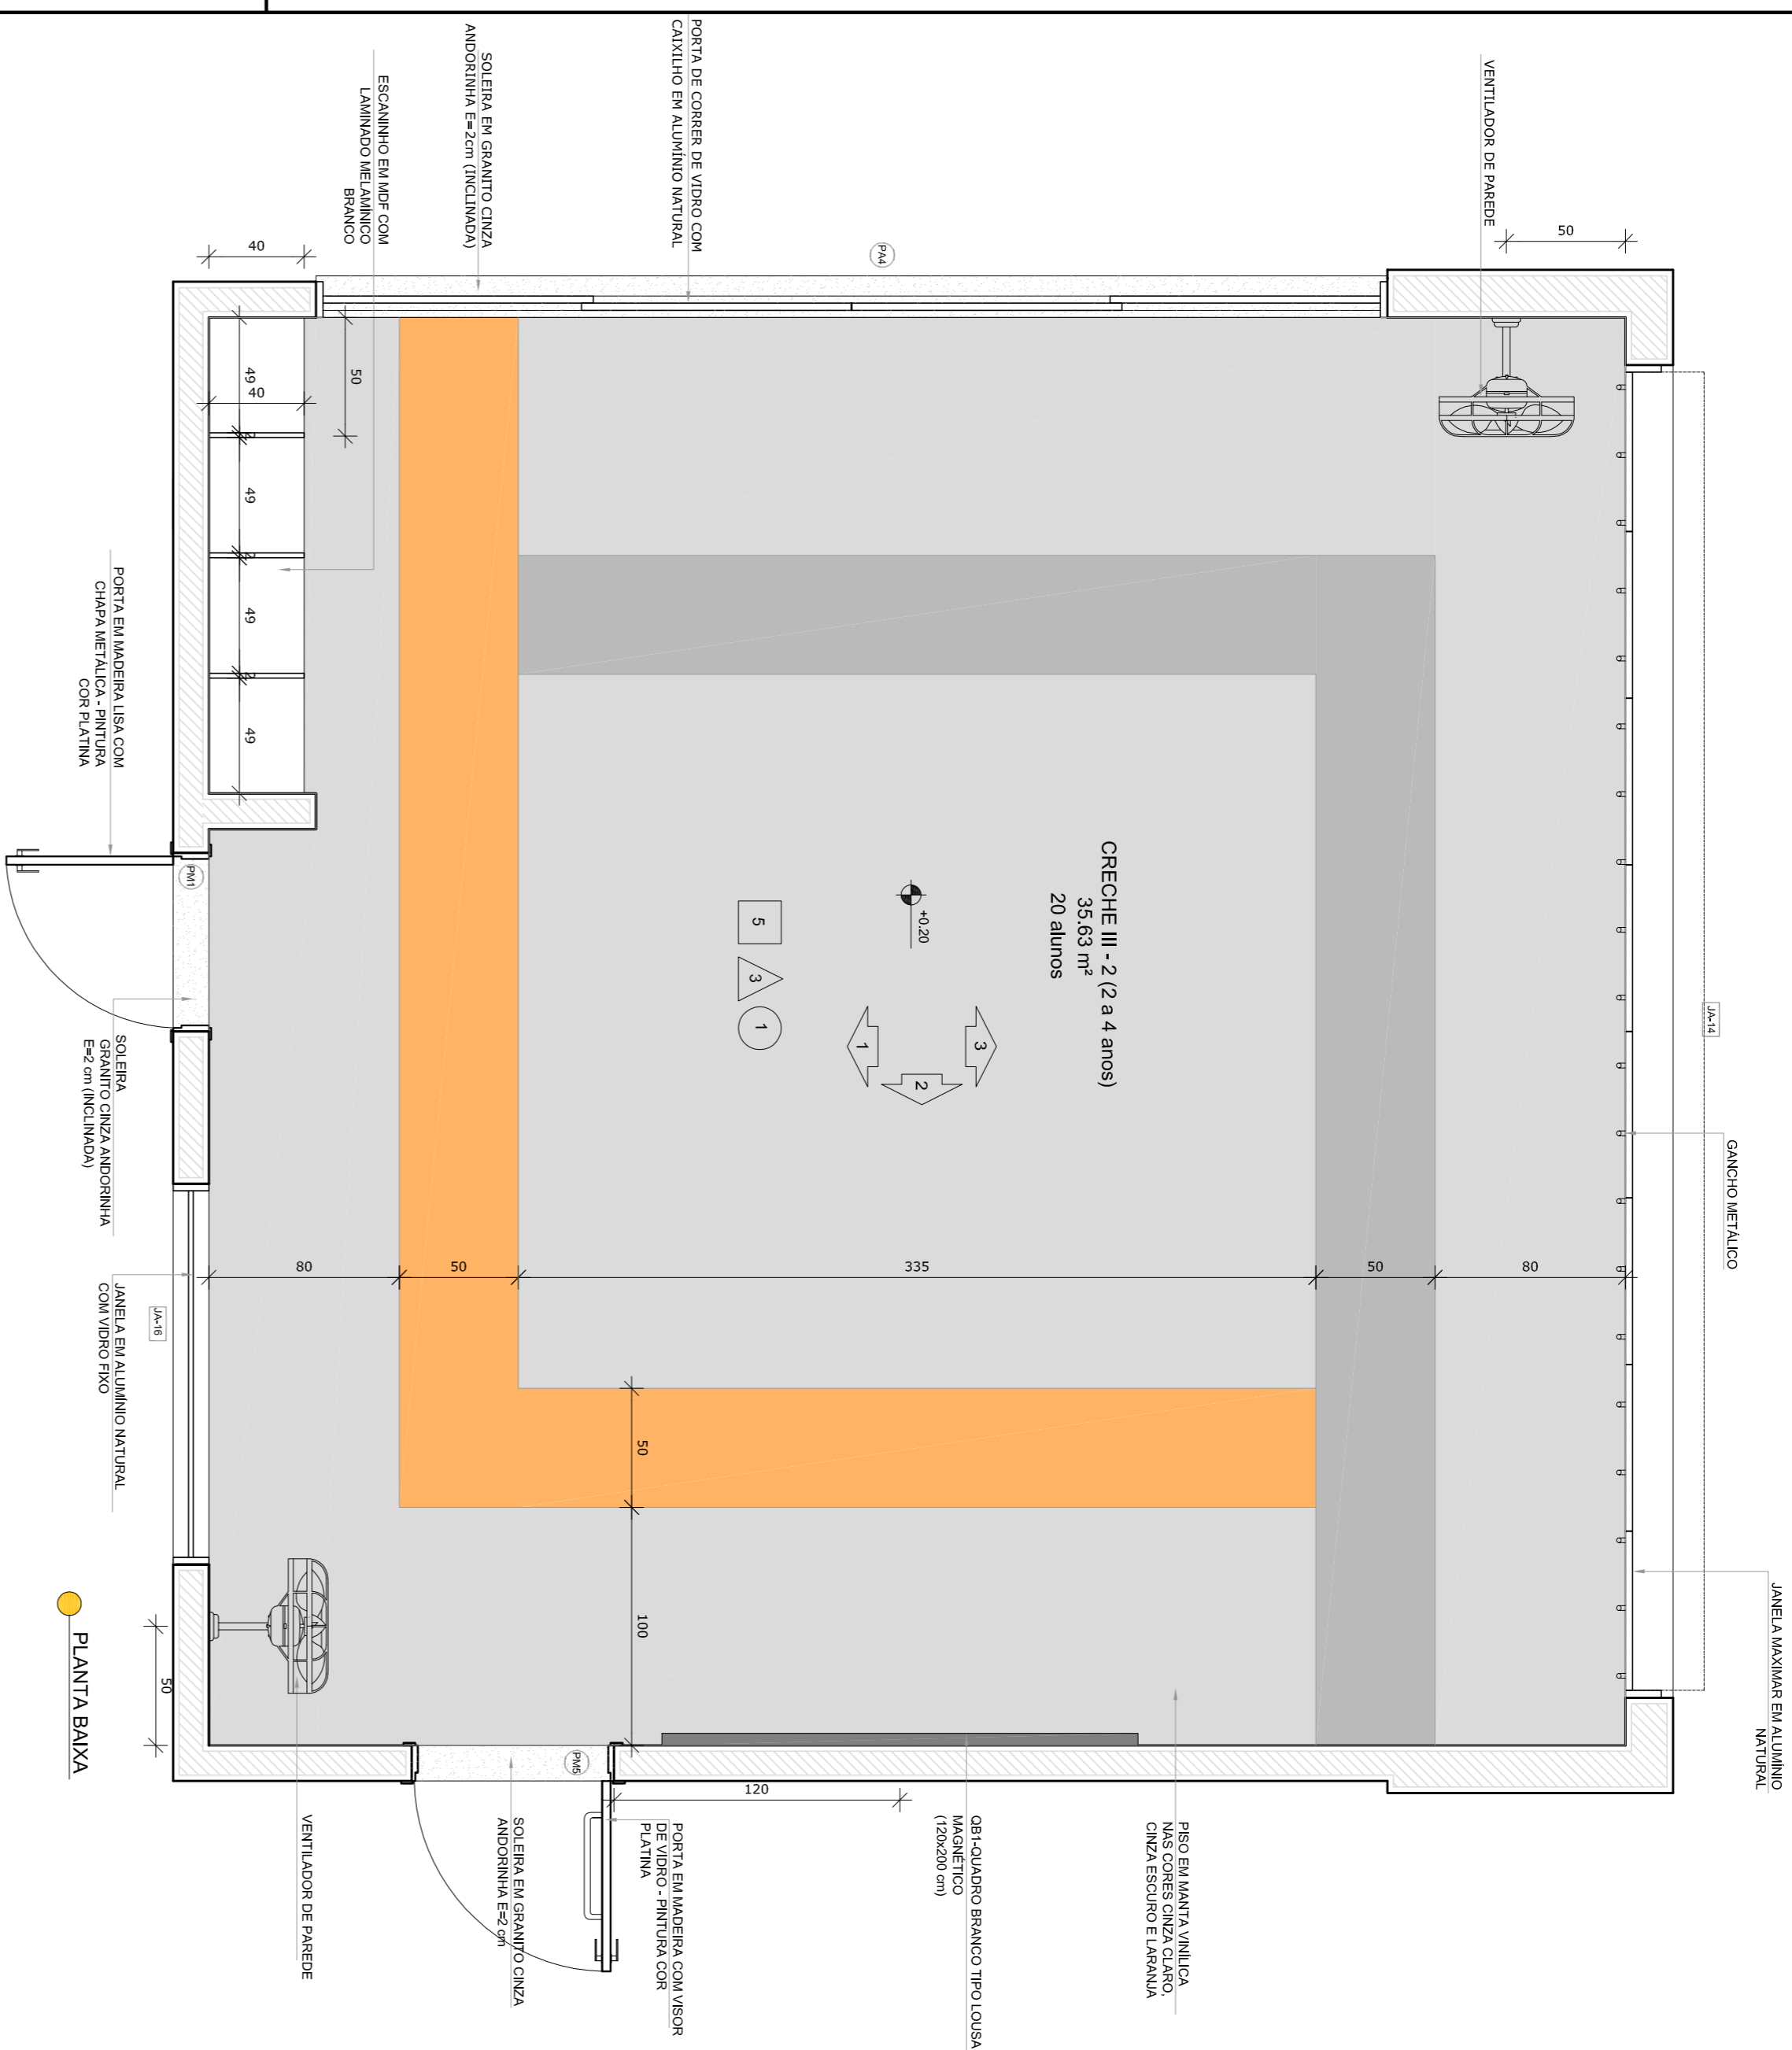 VENTILADOR DE PAREDE
50
PORTA DE CORRER DE VIDRO COM
CAIXILHO EM ALUMÍNIO NATURAL
PA4
SOLEIRA EM GRANITO CINZA
ANDORINHA E=2cm (INCLINADA)
ESCANINHO EM MDF COM
LAMINADO MELAMÍNICO
BRANCO
40
50
49
40
2
49
2
49
2
49
PORTA EM MADEIRA LISA COM
CHAPA METÁLICA - PINTURA
COR PLATINA
PM1
SOLEIRA
GRANITO CINZA ANDORINHA
E=2 cm (INCLINADA)
CRECHE III - 2 (2 a 4 anos)
35.63 m²
20 alunos
+0.20
5
3
1
3
2
1
JA-14
GANCHO METÁLICO
80
50
335
50
80
JANELA EM ALUMÍNIO NATURAL
COM VIDRO FIXO
JA-16
50
100
JANELA MAXIMAR EM ALUMÍNIO
NATURAL
50
PLANTA BAIXA
PM5
120
PISO EM MANTA VINÍLICA
NAS CORES CINZA CLARO,
CINZA ESCURO E LARANJA
QB1-QUADRO BRANCO TIPO LOUSA
MAGNÉTICO
(120x200 cm)
PORTA EM MADEIRA COM VISOR
DE VIDRO - PINTURA COR
PLATINA
SOLEIRA EM GRANITO CINZA
ANDORINHA E=2 cm
VENTILADOR DE PAREDE